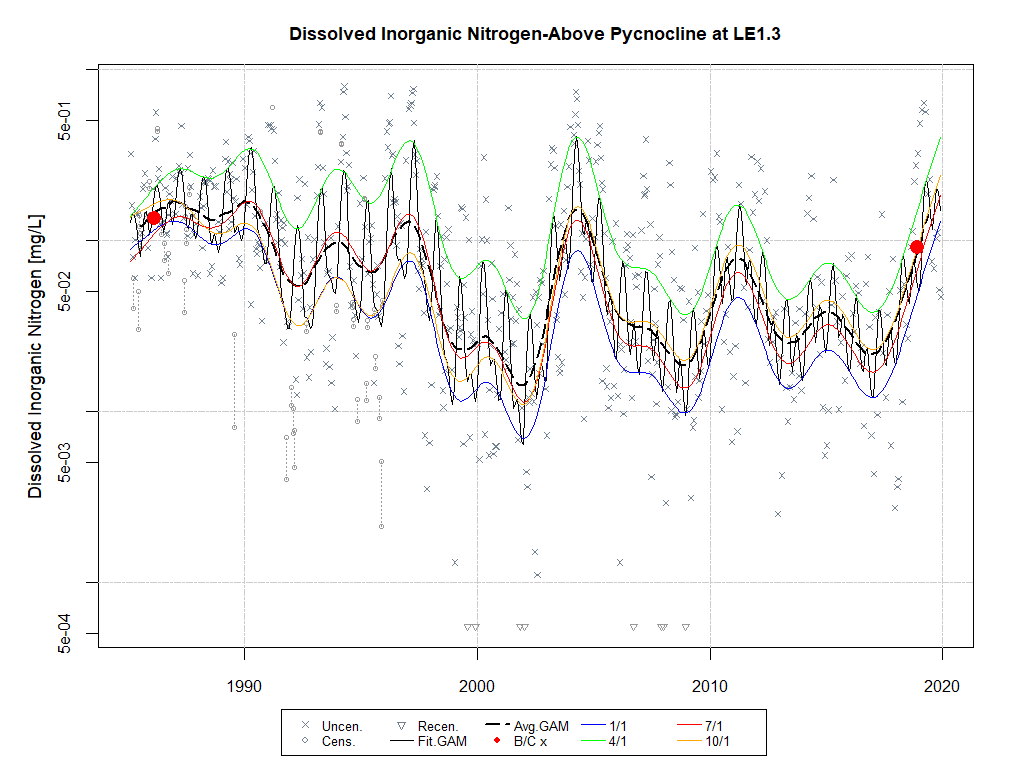 Dissolved Inorganic Nitrogen-Above Pycnocline at LE1.3
Dissolved Inorganic Nitrogen [mg/L]
5e-01
5e-02
5e-03
5e-04
1990 2000 2010 2020
Uncen. Recen. Avg.GAM 1/1 7/1
Cens. Fit.GAM B/C x 4/1 10/1